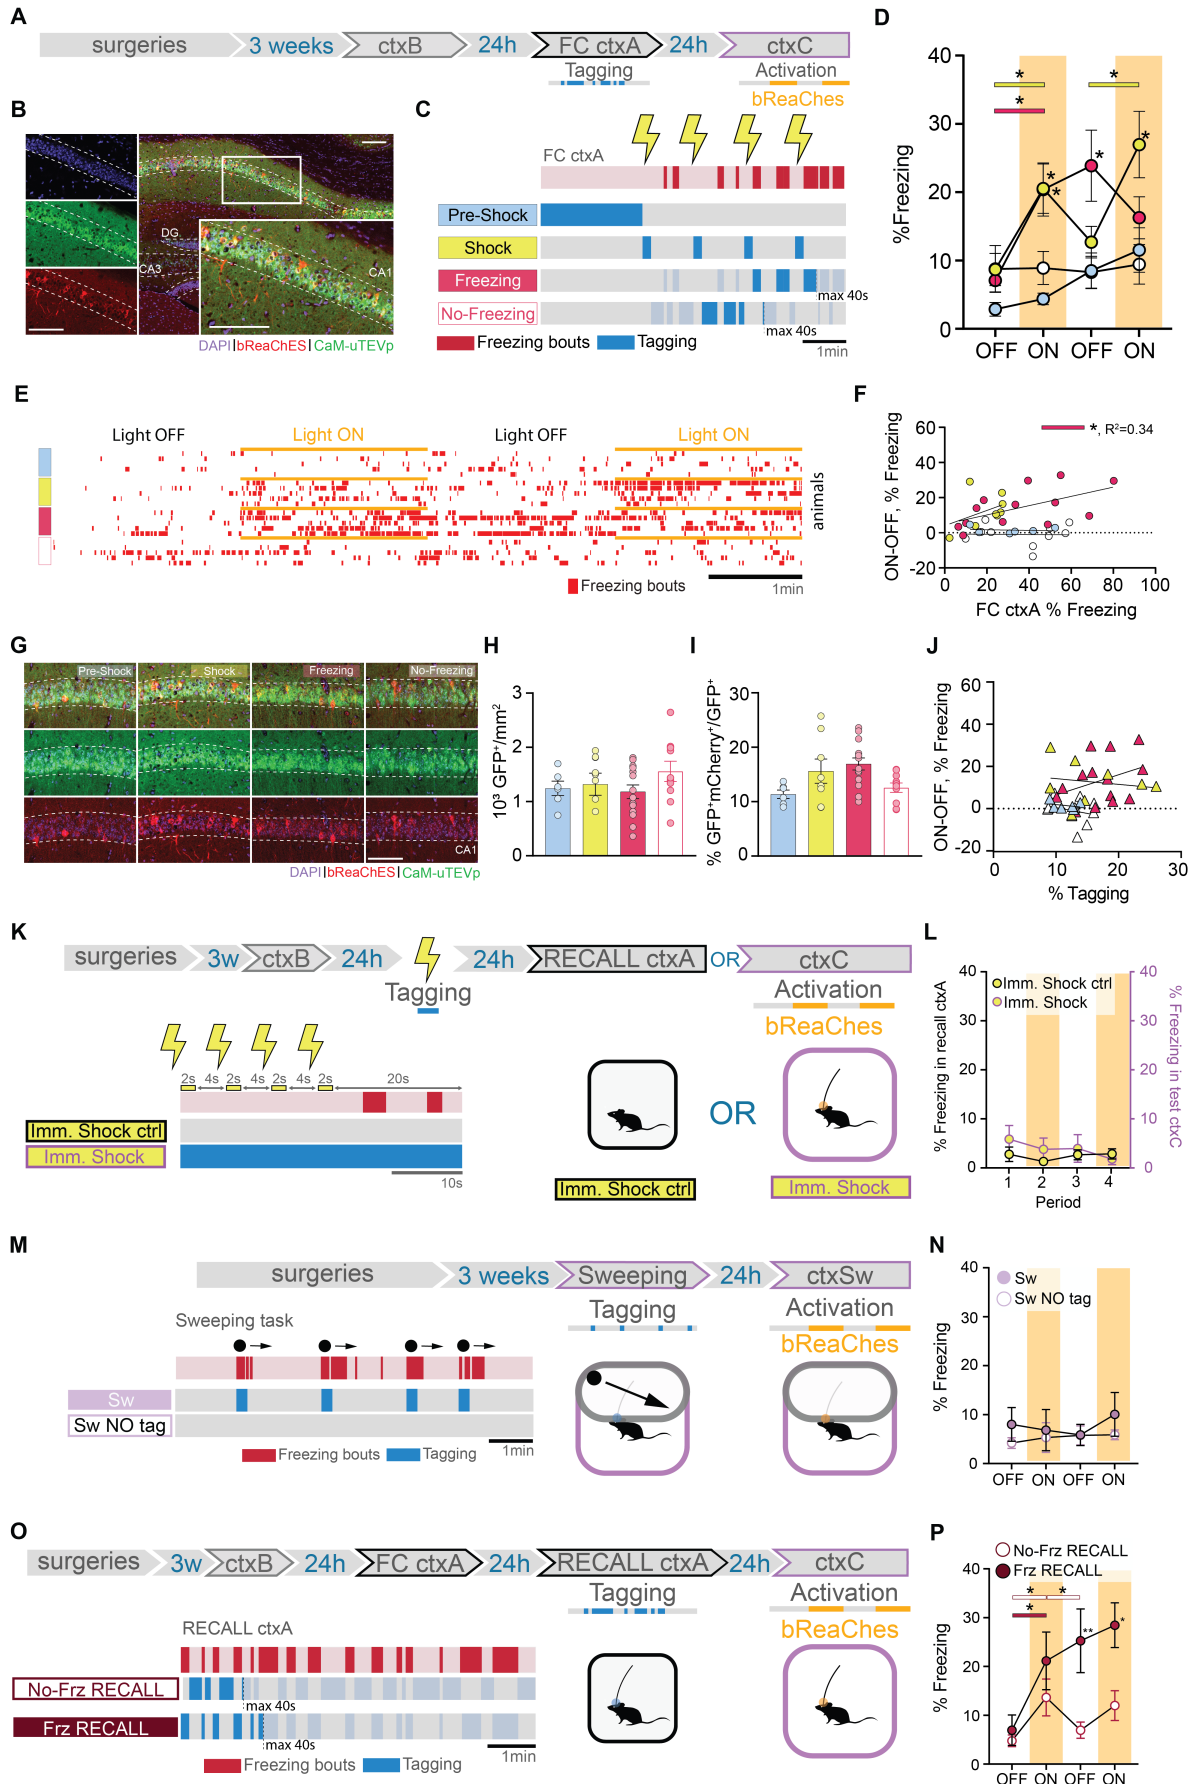 A
surgeries 3 weeks ctxB 24h FC ctxA 24h ctxC
Tagging
Activation
bReaChes
B
DG
CA3
CA1
DAPI|bReaChES|CaM-uTEVp
C
FC ctxA
Pre-Shock
Shock
Freezing
max 40s
No-Freezing
max 40s
Freezing bouts Tagging
1min
D
%Freezing
40
30
20
10
0
* * *
* * * *
OFF ON OFF ON
E
Light OFF Light ON Light OFF Light ON
animals
Freezing bouts
1min
F
ON-OFF, % Freezing
60
40
20
0
-20
*, R²=0.34
0 20 40 60 80 100
FC ctxA % Freezing
G
Pre-Shock Shock Freezing No-Freezing
CA1
DAPI|bReaChES|CaM-uTEVp
H
10³ GFP⁺/mm²
3
2
1
0
I
% GFP⁺mCherry⁺/GFP⁺
30
20
10
0
J
ON-OFF, % Freezing
60
40
20
0
-20
0 10 20 30
% Tagging
K
surgeries 3w ctxB 24h 24h RECALL ctxA OR ctxC
Tagging
Activation
bReaChes
2s 4s 2s 4s 2s 4s 2s 20s
Imm. Shock ctrl
Imm. Shock
10s
OR
Imm. Shock ctrl
Imm. Shock
L
% Freezing in recall ctxA
40
30
20
10
0
Imm. Shock ctrl
Imm. Shock
40
30
20
10
0
% Freezing in test ctxC
1 2 3 4
Period
M
surgeries 3 weeks Sweeping 24h ctxSw
Sweeping task
Tagging
Activation
bReaChes
Sw
Sw NO tag
1min
Freezing bouts Tagging
N
% Freezing
40
30
20
10
0
Sw
Sw NO tag
OFF ON OFF ON
O
surgeries 3w ctxB 24h FC ctxA 24h RECALL ctxA 24h ctxC
Tagging
Activation
bReaChes
RECALL ctxA
No-Frz RECALL
max 40s
Frz RECALL
max 40s
1min
Freezing bouts Tagging
P
No-Frz RECALL
Frz RECALL
% Freezing
40
30
20
10
0
* * *
** *
OFF ON OFF ON